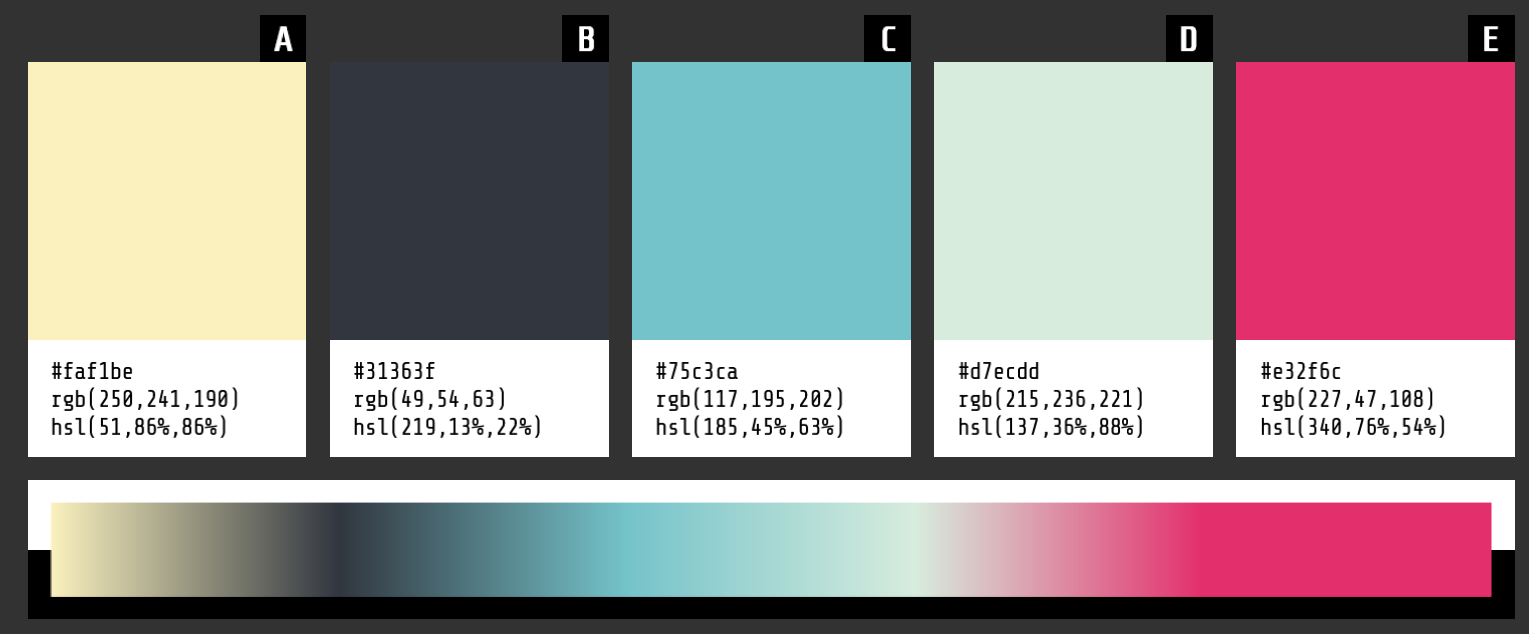 A
#faf1be
rgb(250,241,190)
hsl(51,86%,86%)
B
#31363f
rgb(49,54,63)
hsl(219,13%,22%)
C
#75c3ca
rgb(117,195,202)
hsl(185,45%,63%)
D
#d7ecdd
rgb(215,236,221)
hsl(137,36%,88%)
E
#e32f6c
rgb(227,47,108)
hsl(340,76%,54%)